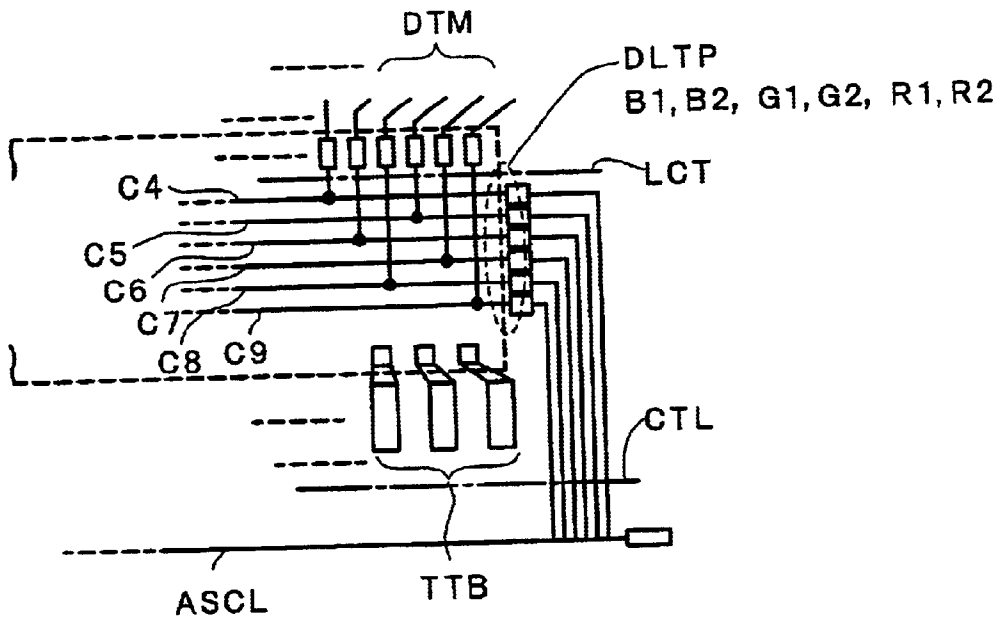 DTM
DLTP
B1, B2, G1, G2, R1, R2
LCT
C4
C5
C6
C7
C8
C9
CTL
TTB
ASCL